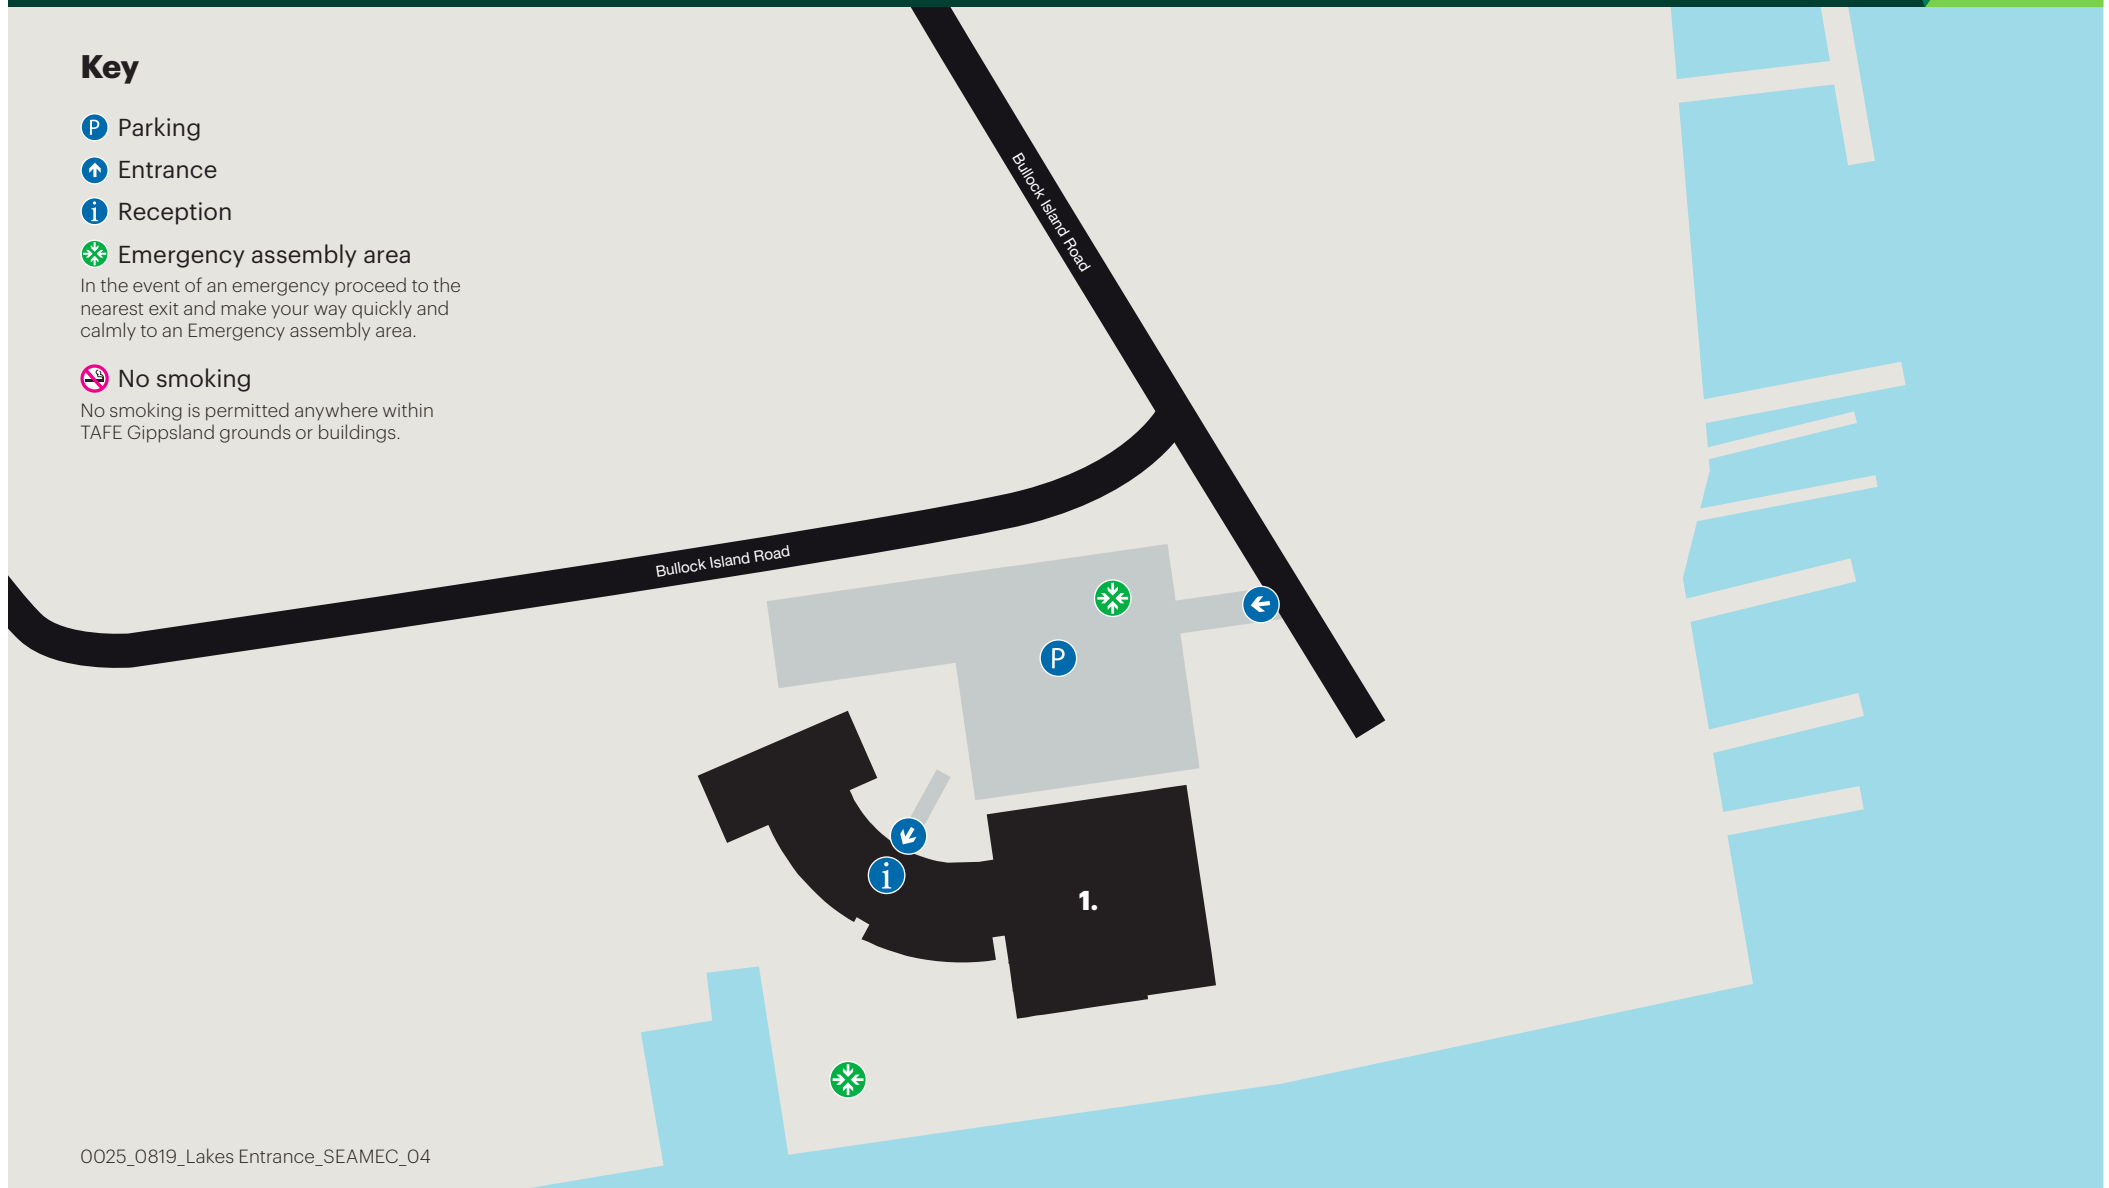 Key
P Parking
Entrance
i Reception
Emergency assembly area
In the event of an emergency proceed to the
nearest exit and make your way quickly and
calmly to an Emergency assembly area.
No smoking
No smoking is permitted anywhere within
TAFE Gippsland grounds or buildings.
Bullock Island Road
Bullock Island Road
P
i
1.
0025_0819_Lakes Entrance_SEAMEC_04